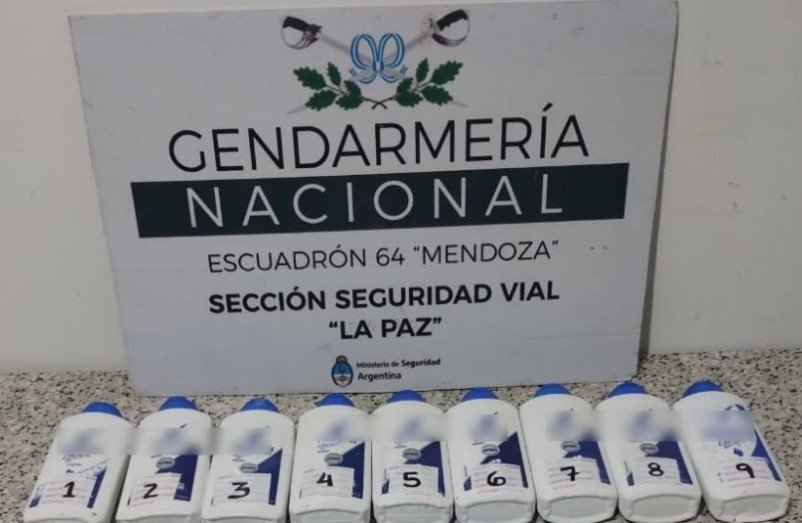 GENDARMERÍA
NACIONAL
ESCUADRÓN 64 “MENDOZA”
SECCIÓN SEGURIDAD VIAL
“LA PAZ”
Ministerio de Seguridad
Argentina
1 2 3 4 5 6 7 8 9